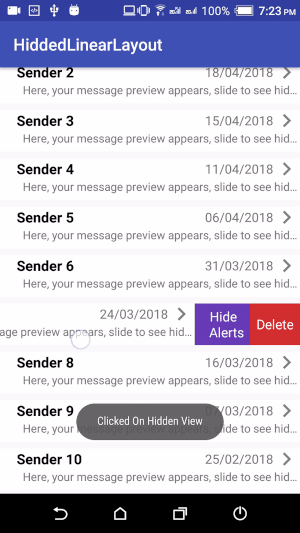 100% 7:23 PM
HiddedLinearLayout
Sender 2 18/04/2018
Here, your message preview appears, slide to see hid...
Sender 3 15/04/2018
Here, your message preview appears, slide to see hid...
Sender 4 11/04/2018
Here, your message preview appears, slide to see hid...
Sender 5 06/04/2018
Here, your message preview appears, slide to see hid...
Sender 6 31/03/2018
Here, your message preview appears, slide to see hid...
24/03/2018
age preview appears, slide to see hid...
Hide
Alerts
Delete
Sender 8 16/03/2018
Here, your message preview appears, slide to see hid...
Sender 9 07/03/2018
Here, your slide to see hid...
Clicked On Hidden View
Sender 10 25/02/2018
Here, your message preview appears, slide to see hid...